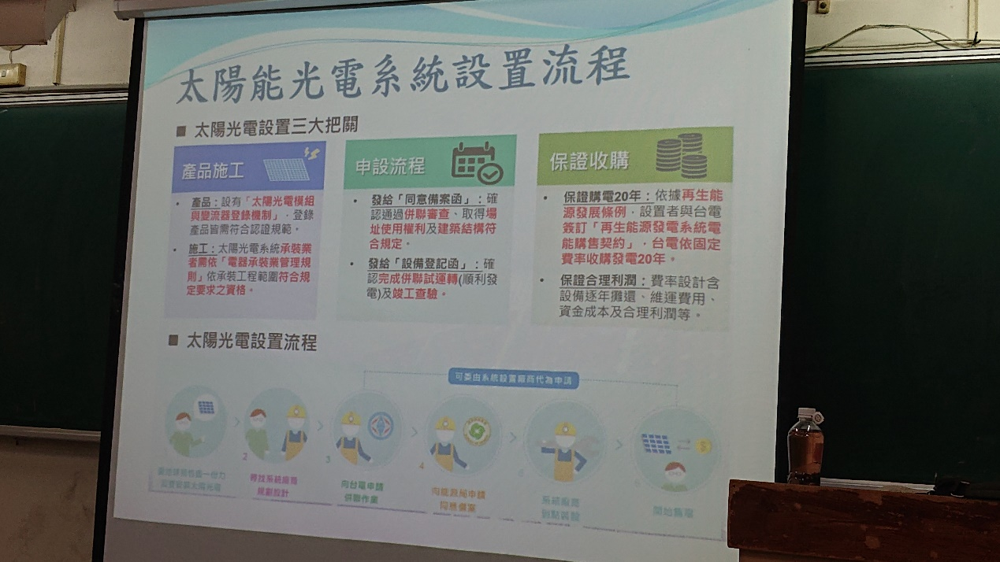 太陽能光電系統設置流程
■ 太陽光電設置三大把關
產品施工
• 產品：設有「太陽光電模組
與變流器登錄機制」，登錄
產品皆需符合認證規範。
• 施工：太陽光電系統承裝業
者需依「電器承裝業管理規
則」依承裝工程範圍符合規
定要求之資格。
申設流程
• 發給「同意備案函」：確
認通過併聯審查、取得場
址使用權利及建築結構符
合規定。
• 發給「設備登記函」：確
認完成併聯試運轉(順利發
電)及竣工查驗。
保證收購
• 保證購電20年：依據再生能
源發展條例，設置者與台電
簽訂「再生能源發電系統電
能購售契約」，台電依固定
費率收購發電20年。
• 保證合理利潤：費率設計含
設備逐年攤還、維運費用、
資金成本及合理利潤等。
■ 太陽光電設置流程
可委由系統設置廠商代為申請
2
尋找系統廠商
規劃設計
3
向台電申請
併聯作業
4
向能源局申請
同意備案
系統廠商
到點裝設
開始售電